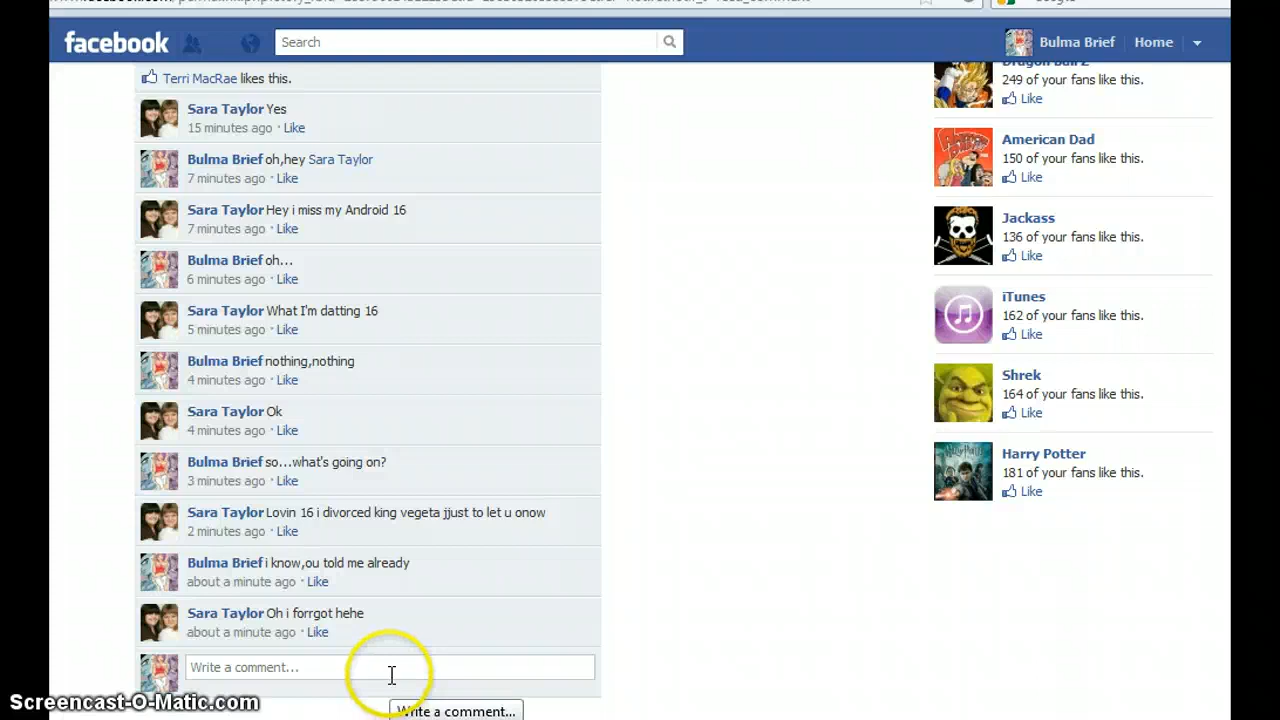 facebook
Search
Bulma Brief Home
Terri MacRae likes this.
Sara Taylor Yes
15 minutes ago · Like
Bulma Brief oh,hey Sara Taylor
7 minutes ago · Like
Sara Taylor Hey i miss my Android 16
7 minutes ago · Like
Bulma Brief oh...
6 minutes ago · Like
Sara Taylor What I'm datting 16
5 minutes ago · Like
Bulma Brief nothing,nothing
4 minutes ago · Like
Sara Taylor Ok
4 minutes ago · Like
Bulma Brief so...what's going on?
3 minutes ago · Like
Sara Taylor Lovin 16 i divorced king vegeta jjust to let u onow
2 minutes ago · Like
Bulma Brief i know,ou told me already
about a minute ago · Like
Sara Taylor Oh i forrgot hehe
about a minute ago · Like
Write a comment...
Write a comment...
Dragon Ball Z
249 of your fans like this.
Like
American Dad
150 of your fans like this.
Like
Jackass
136 of your fans like this.
Like
iTunes
162 of your fans like this.
Like
Shrek
164 of your fans like this.
Like
Harry Potter
181 of your fans like this.
Like
Screencast-O-Matic.com